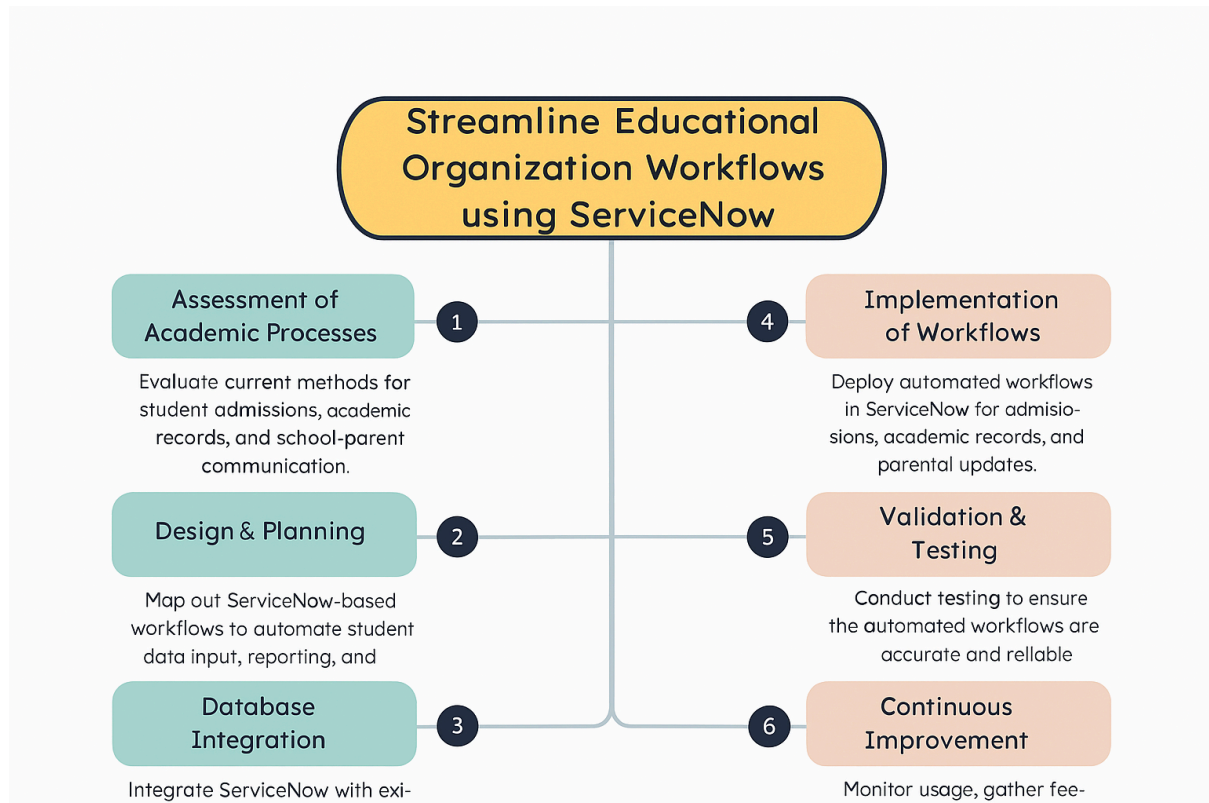 Streamline Educational
Organization Workflows
using ServiceNow
Assessment of
Academic Processes
1
Evaluate current methods for
student admissions, academic
records, and school-parent
communication.
Design & Planning
2
Map out ServiceNow-based
workflows to automate student
data input, reporting, and
Database
Integration
3
Integrate ServiceNow with exi-
4
Implementation
of Workflows
Deploy automated workflows
in ServiceNow for admisio-
sions, academic records, and
parental updates.
5
Validation &
Testing
Conduct testing to ensure
the automated workflows are
accurate and rellable
6
Continuous
Improvement
Monitor usage, gather fee-